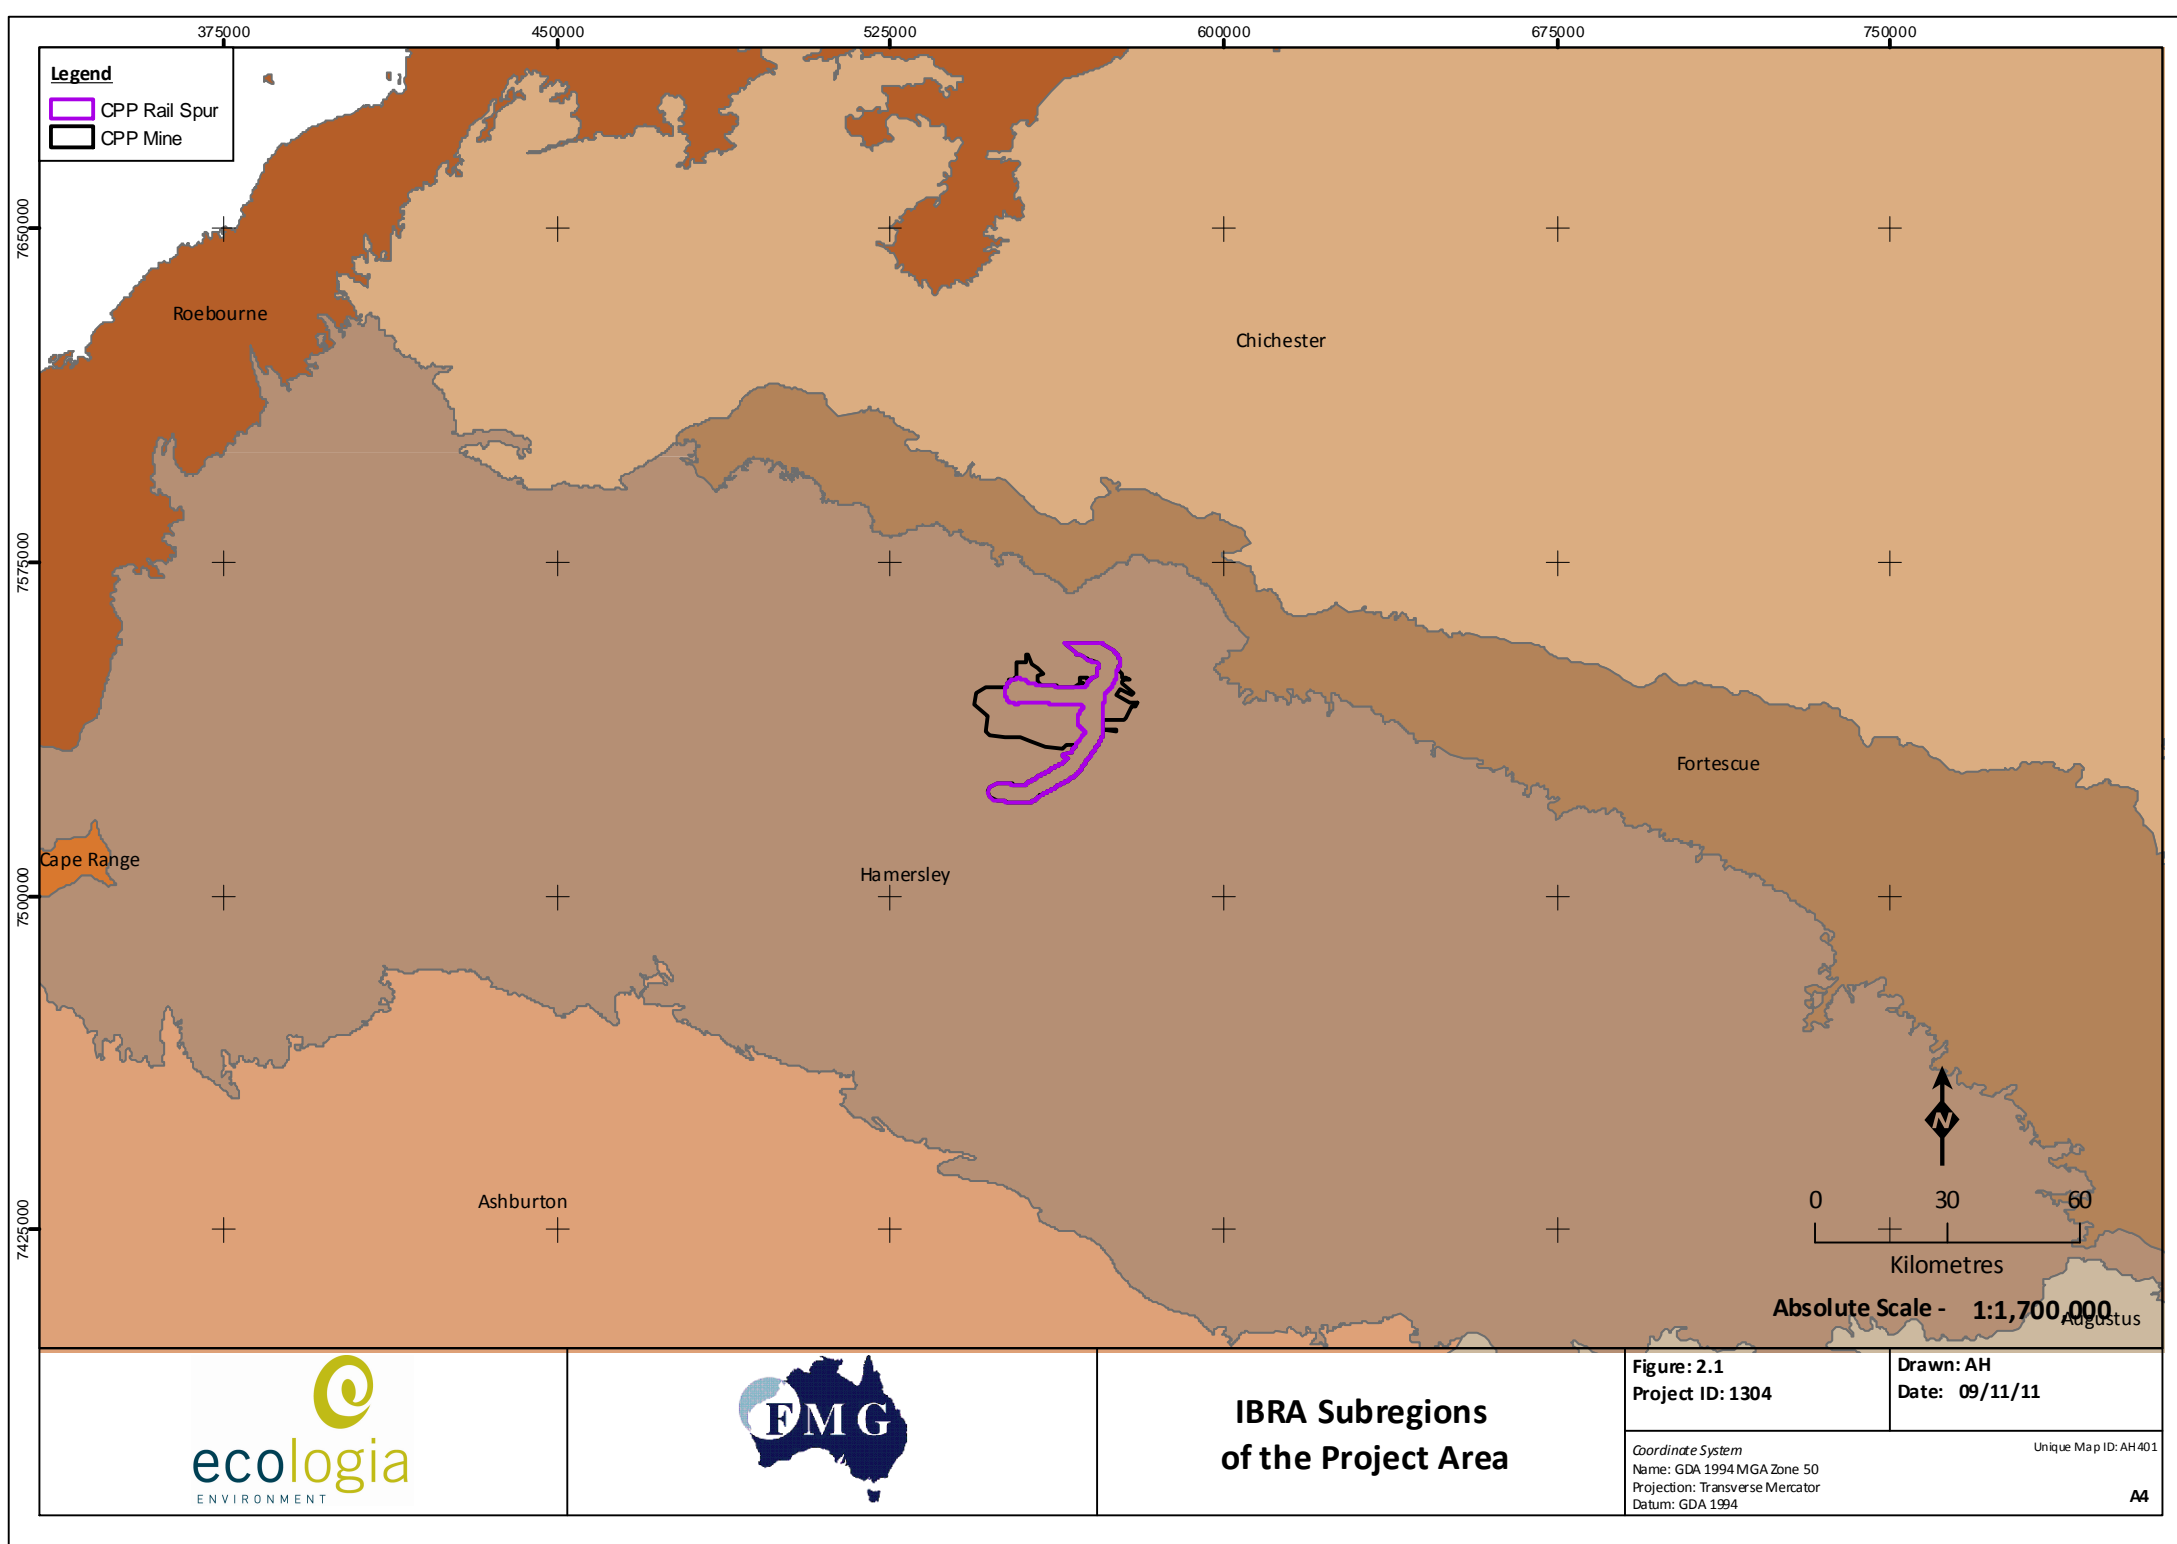 375000 450000 525000 600000 675000 750000
Legend
CPP Rail Spur
CPP Mine
7650000
7575000
7500000
7425000
Roebourne
Chichester
Fortescue
Cape Range
Hamersley
Ashburton
N
0 30 60
Kilometres
Absolute Scale - 1:1,700,000
Augustus
ecologia
ENVIRONMENT
FMG
IBRA Subregions
of the Project Area
Figure: 2.1
Project ID: 1304
Drawn: AH
Date: 09/11/11
Coordinate System
Name: GDA 1994 MGA Zone 50
Projection: Transverse Mercator
Datum: GDA 1994
Unique Map ID: AH401
A4